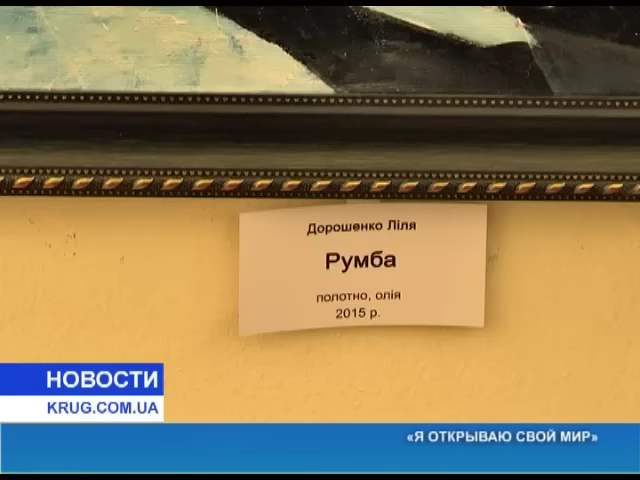 Дорошенко Ліля
Румба
полотно, олія
2015 р.
НОВОСТИ
KRUG.COM.UA
«Я ОТКРЫВАЮ СВОЙ МИР»